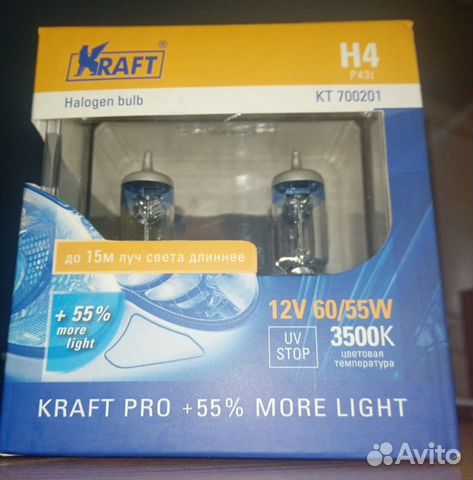 KRAFT®
H4
P43t
Halogen bulb
KT 700201
до 15м луч света длиннее
+ 55%
more
light
12V 60/55W
UV
STOP
3500K
цветовая
температура
KRAFT PRO +55% MORE LIGHT
Avito